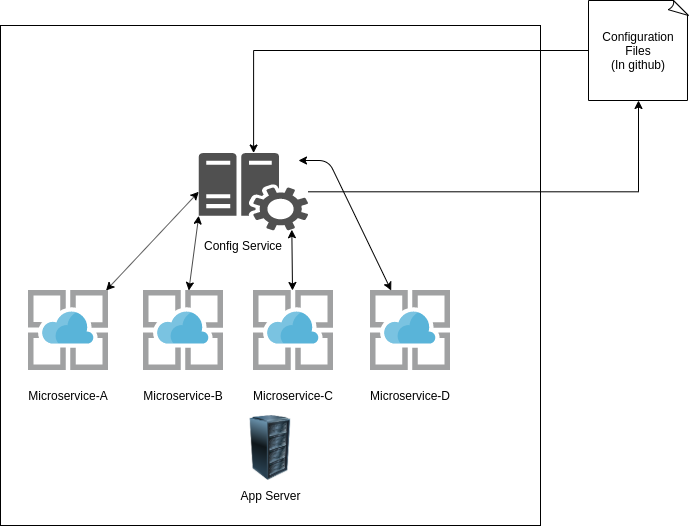 Configuration
Files
(In github)
Config Service
Microservice-A
Microservice-B
Microservice-C
Microservice-D
App Server